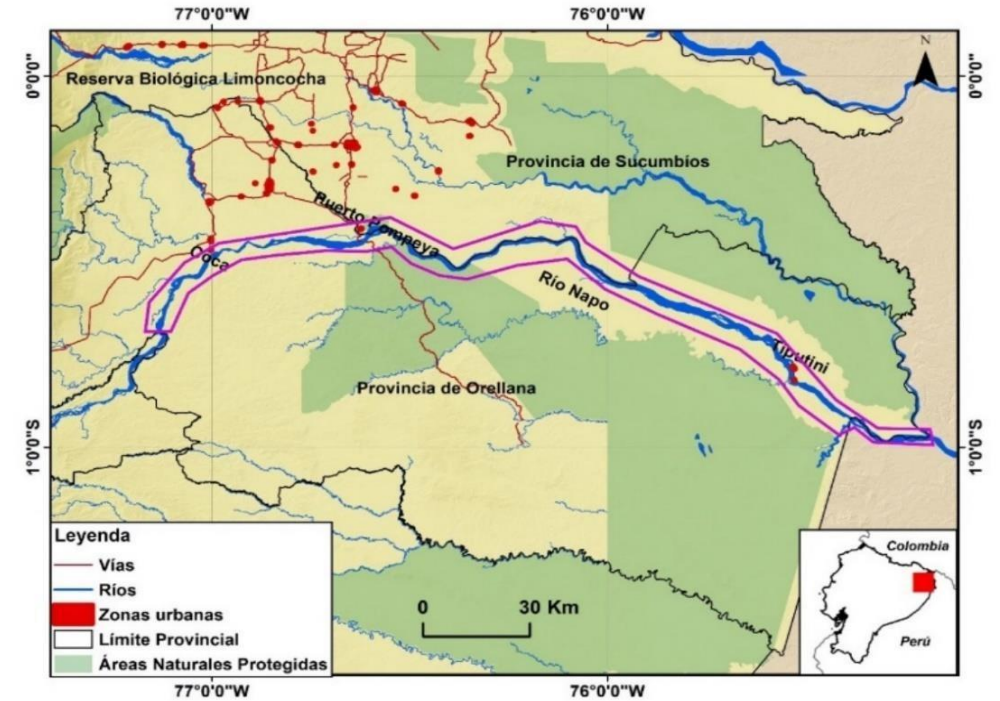 77°0'0"W 76°0'0"W
0°0'0"
N
0°0'0"
Reserva Biológica Limoncocha
Provincia de Sucumbíos
Puerto Pompeya
Coca
Río Napo
Tiputini
Provincia de Orellana
1°0'0"S
1°0'0"S
Leyenda
Vías
Ríos
Zonas urbanas
Límite Provincial
Áreas Naturales Protegidas
0 30 Km
Colombia
Perú
77°0'0"W 76°0'0"W